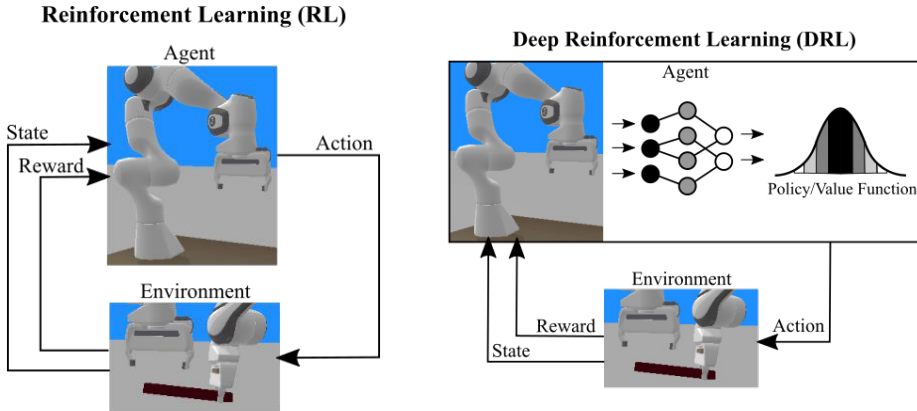 Reinforcement Learning (RL)
Agent
State
Reward
Action
Environment
Deep Reinforcement Learning (DRL)
Agent
Policy/Value Function
Environment
Reward
Action
State